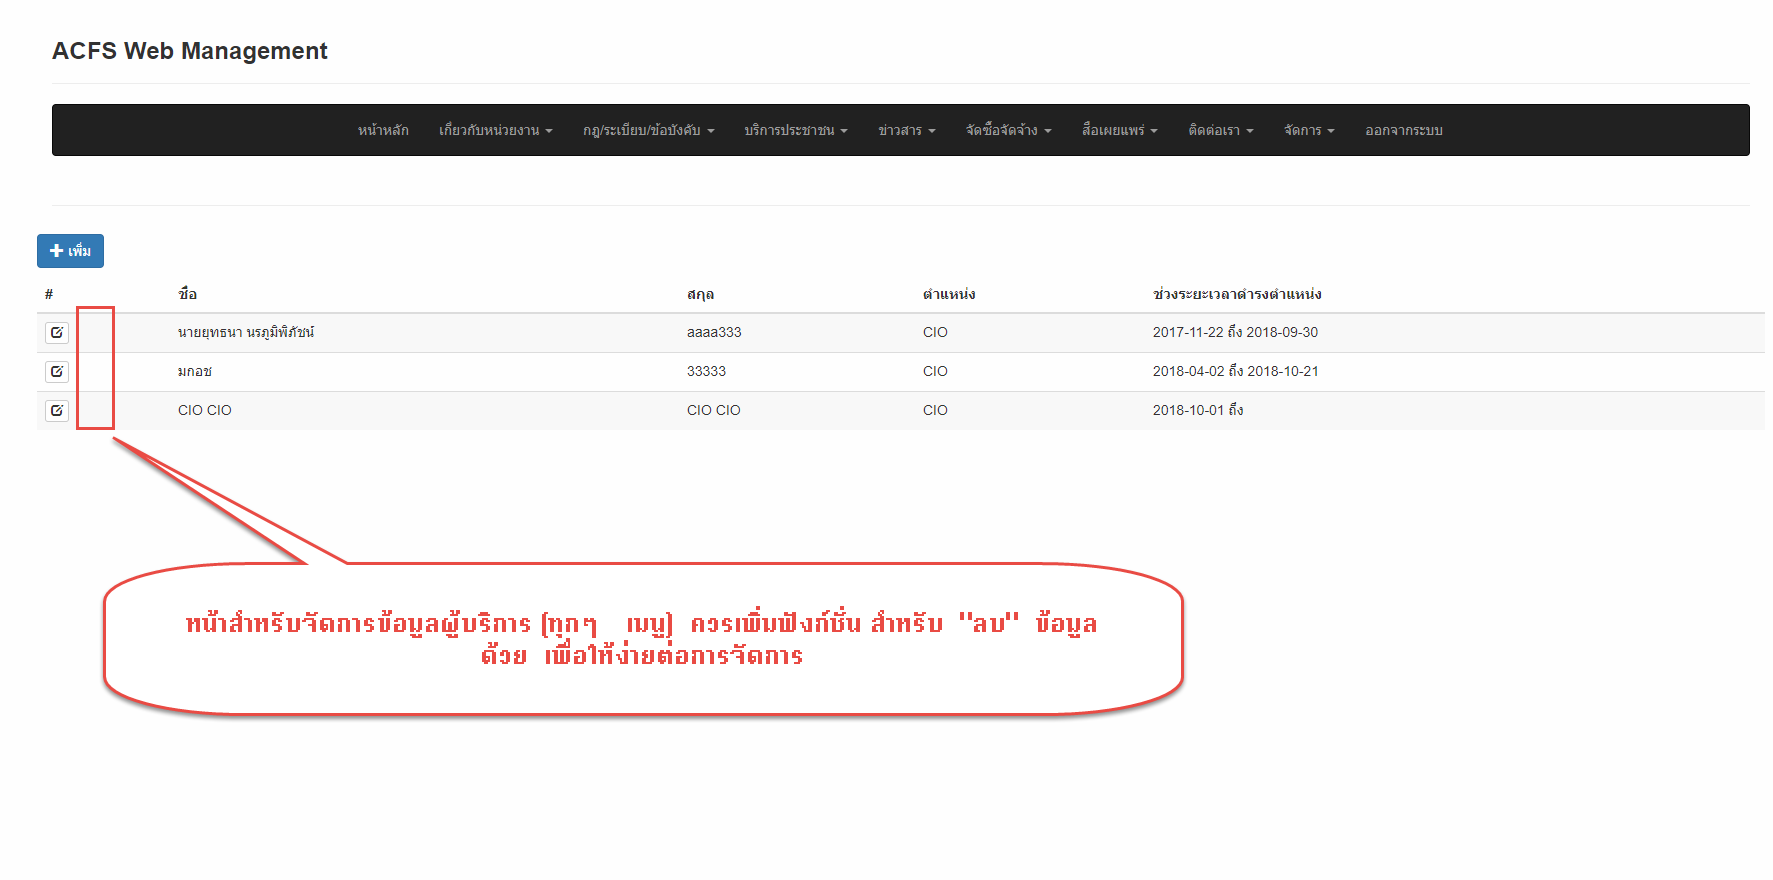 ACFS Web Management
หน้าหลัก เกี่ยวกับหน่วยงาน กฎ/ระเบียบ/ข้อบังคับ บริการประชาชน ข่าวสาร จัดซื้อจัดจ้าง สื่อเผยแพร่ ติดต่อเรา จัดการ ออกจากระบบ
เพิ่ม
# ชื่อ สกุล ตำแหน่ง ช่วงระยะเวลาดำรงตำแหน่ง
นายยุทธนา นรภูมิพิภัชน์ aaaa333 CIO 2017-11-22 ถึง 2018-09-30
มกอช 33333 CIO 2018-04-02 ถึง 2018-10-21
CIO CIO CIO CIO CIO 2018-10-01 ถึง
หน้าสำหรับจัดการข้อมูลผู้บริการ (ทุกๆ เมนู) ควรเพิ่มฟังก์ชั่น สำหรับ "ลบ" ข้อมูล
ด้วย เพื่อให้ง่ายต่อการจัดการ